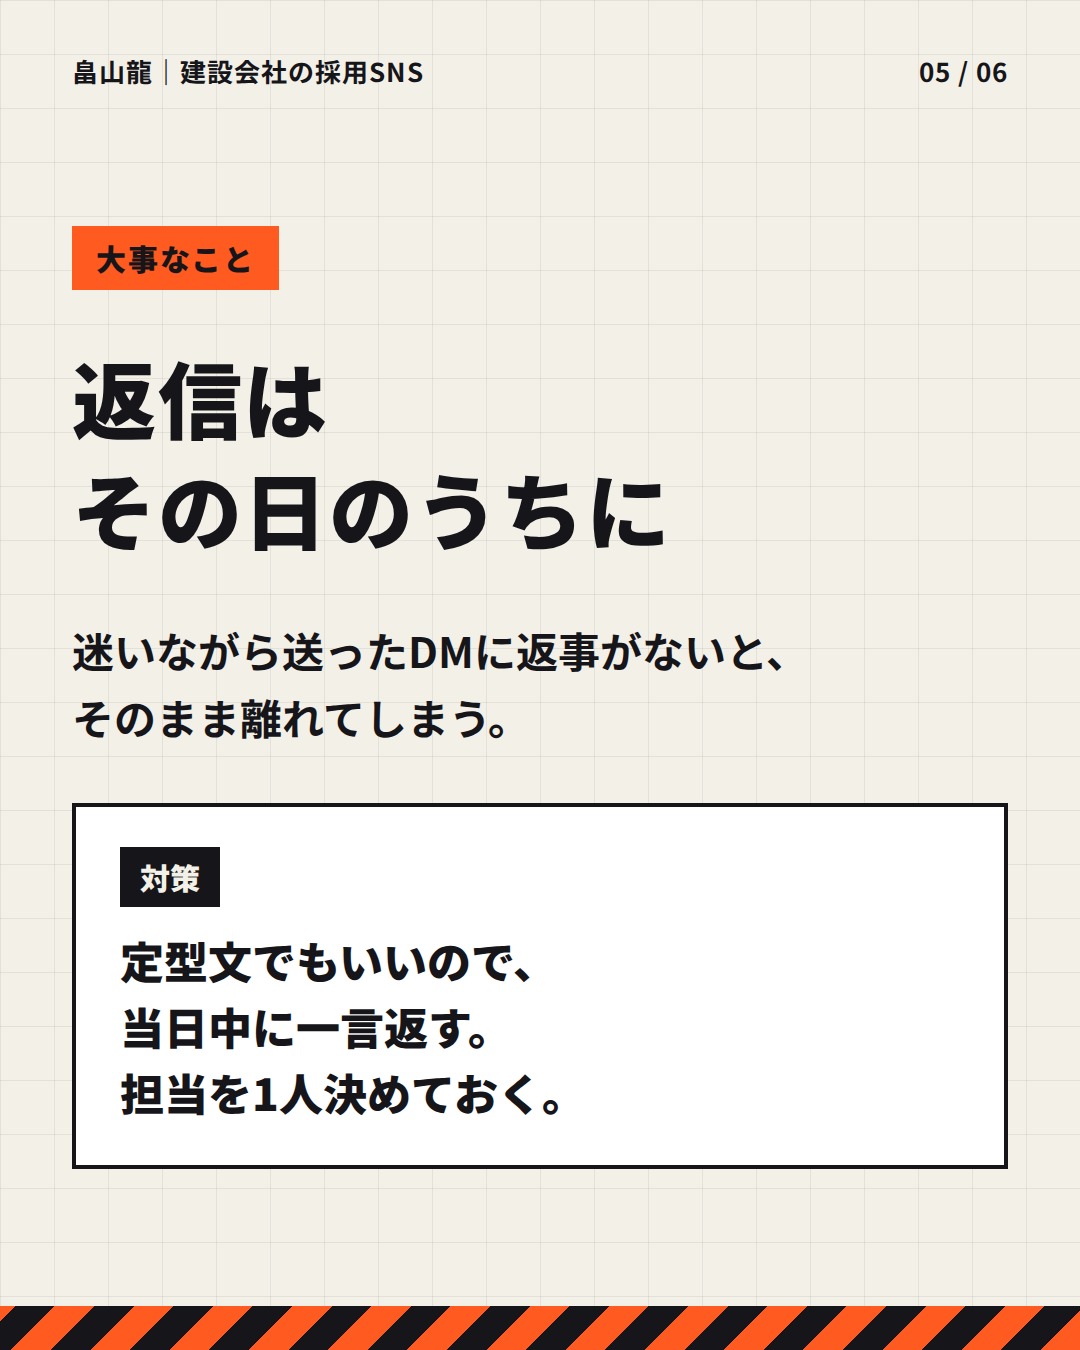 畠山龍｜建設会社の採用SNS
05 / 06
大事なこと
返信は
その日のうちに
迷いながら送ったDMに返事がないと、
そのまま離れてしまう。
対策
定型文でもいいので、
当日中に一言返す。
担当を1人決めておく。